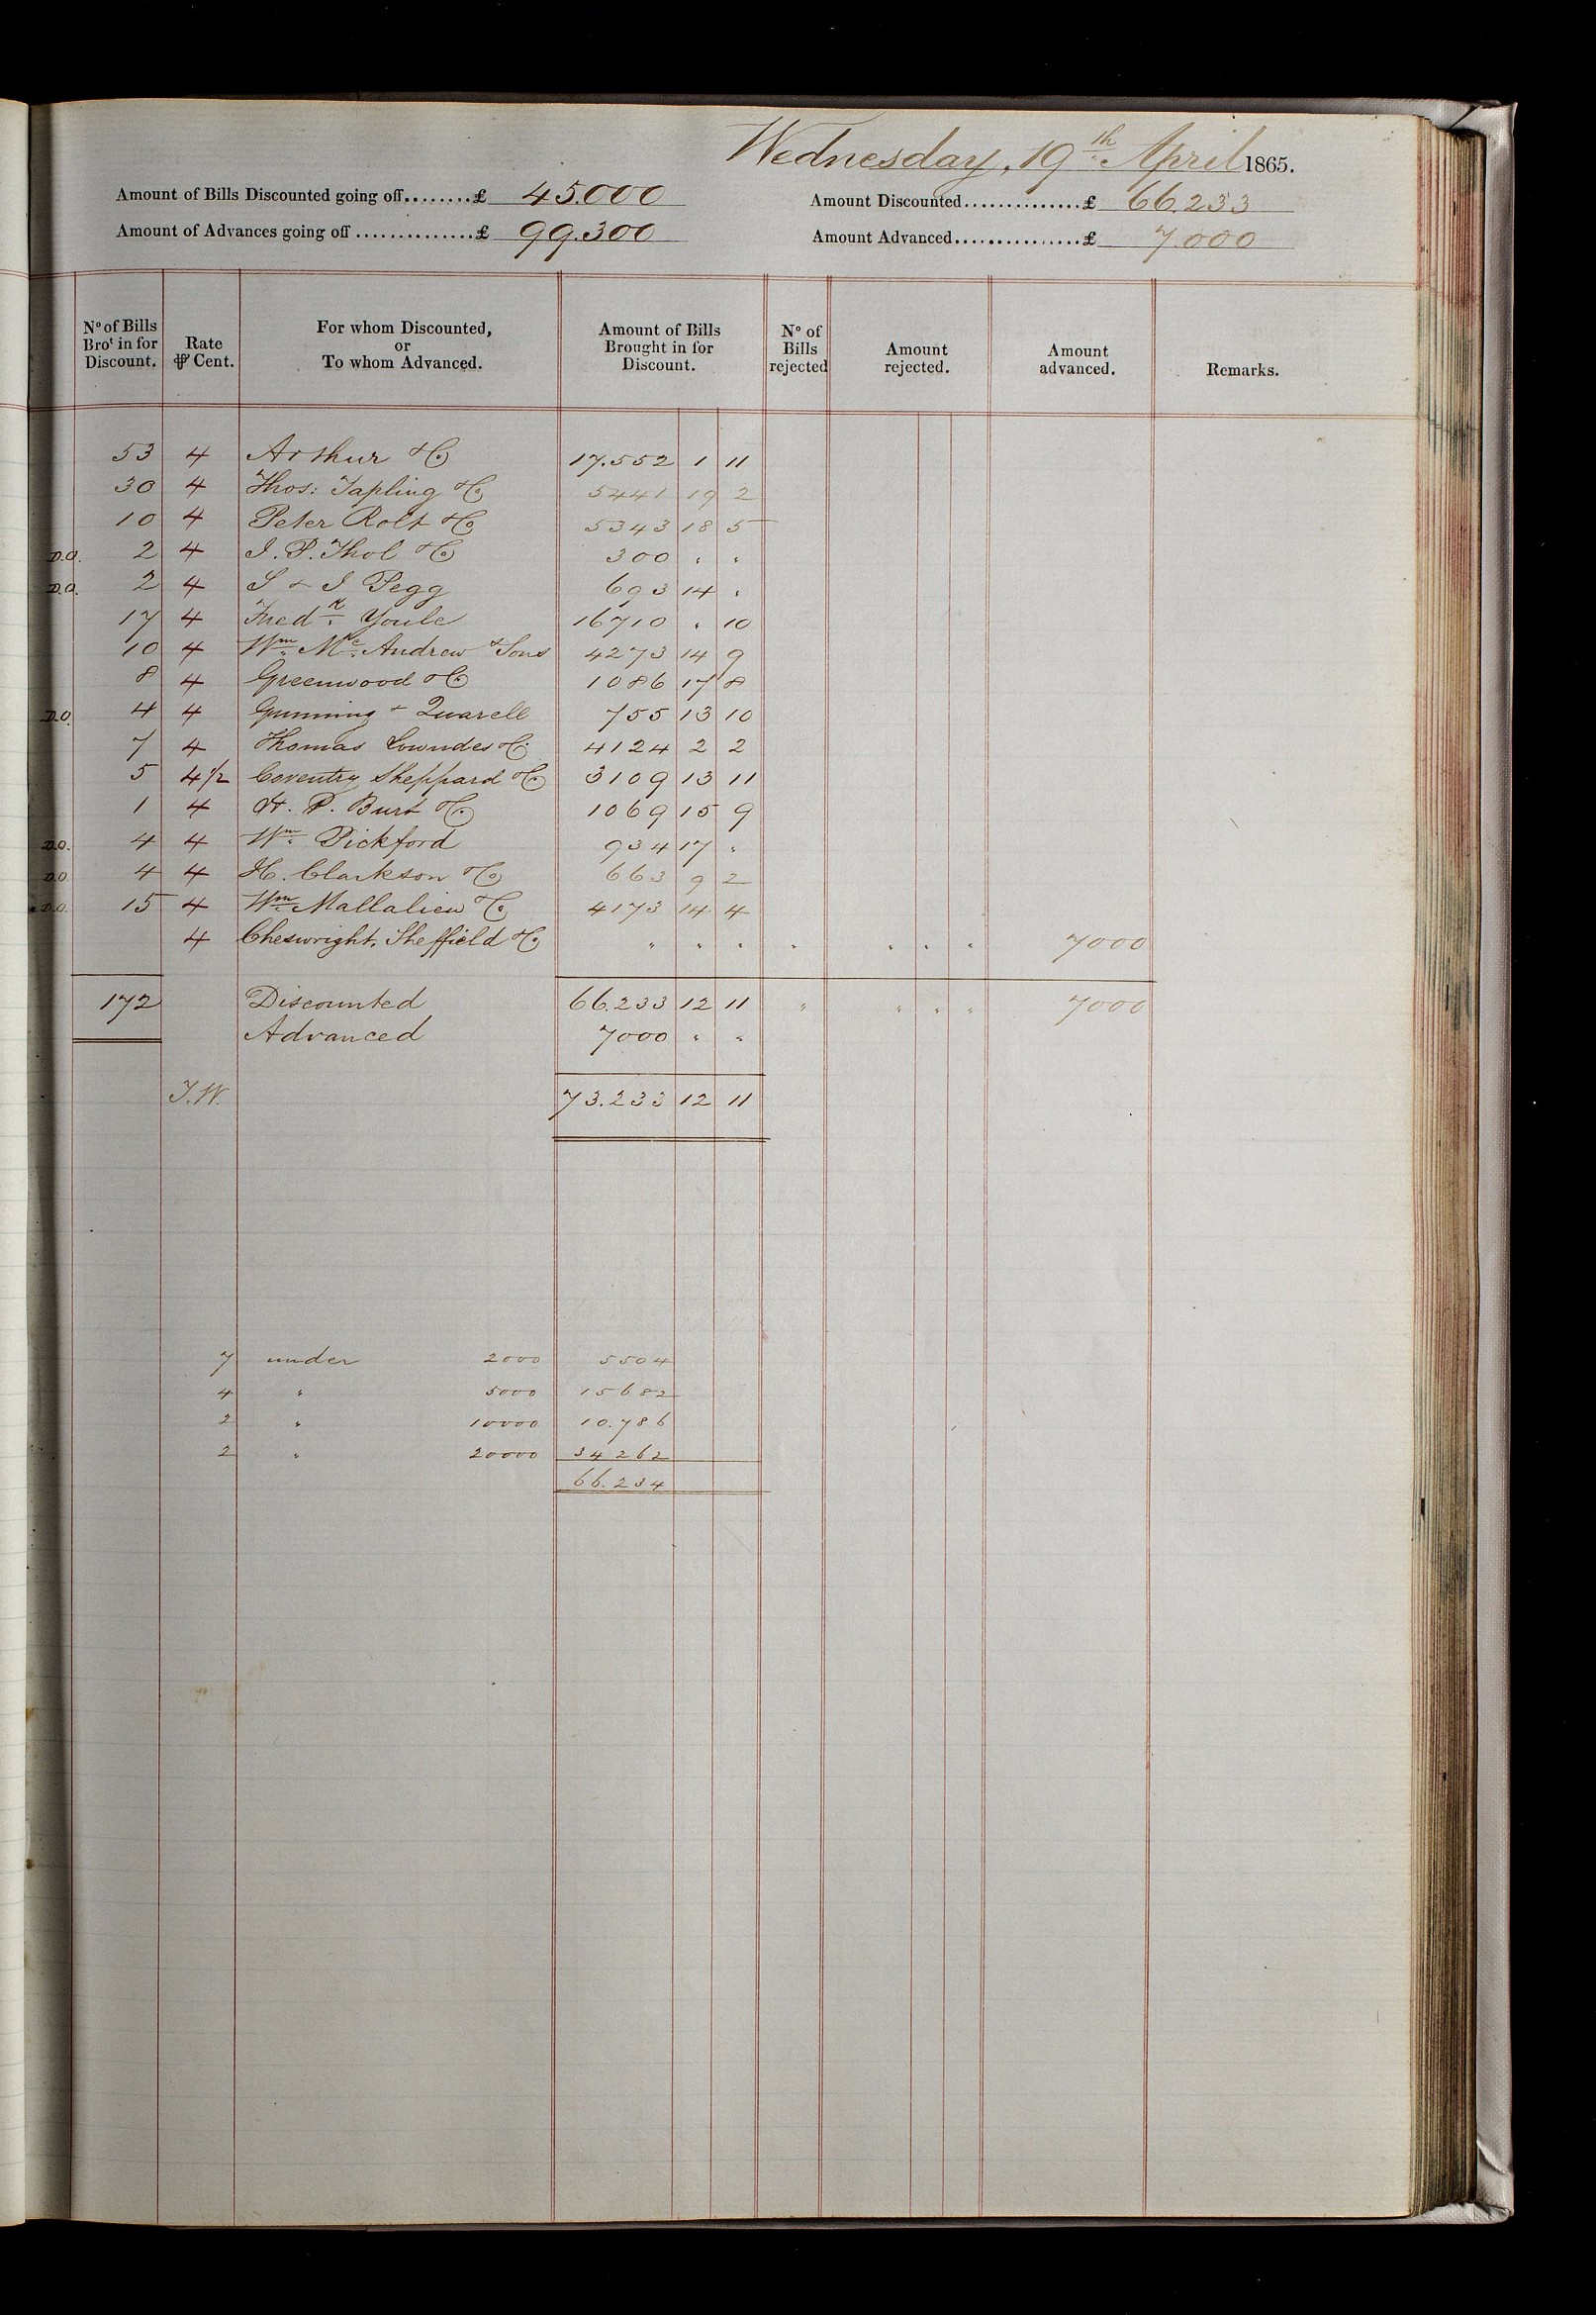 Wednesday, 19th April 1865.
Amount of Bills Discounted going off........£ 45.000 Amount Discounted..............£ 66.233
Amount of Advances going off ..............£ 99.300 Amount Advanced...............£ 7000
No of Bills Brot in for Discount. Rate ⅌ Cent. For whom Discounted, or To whom Advanced. Amount of Bills Brought in for Discount. No of Bills rejected Amount rejected. Amount advanced. Remarks.
53 4 Arthur & Co 17.552 1 11
30 4 Thos: Tapling & Co 5441 19 2
10 4 Peter Rolt & Co 5343 18 5
D.O. 2 4 J. P. Thol & Co 300 " "
D.O. 2 4 S & J Pegg 693 14 "
17 4 Fredk Youle 16710 " 10
10 4 Wm McAndrew & Sons 4273 14 9
8 4 Greenwood & Co 1086 17 8
D.O. 4 4 Gunning & Quarell 755 13 10
7 4 Thomas Lowndes & Co 4124 2 2
5 4½ Coventry Sheppard & Co 3109 13 11
1 4 H. P. Burt & Co 1069 15 9
D.O. 4 4 Wm Pickford 934 17 "
D.O. 4 4 H. Clarkson & Co 663 9 2
D.O. 15 4 Wm Mallalieu & Co 4173 14 4
4 Cheswright, Sheffield & Co " " " " " " " 7000
172 Discounted 66.233 12 11 " " " " 7000
Advanced 7000 " "
J.W. 73.233 12 11
7 under 2000 5504
4 " 5000 15682
2 " 10000 10.786
2 " 20000 34262
66.234